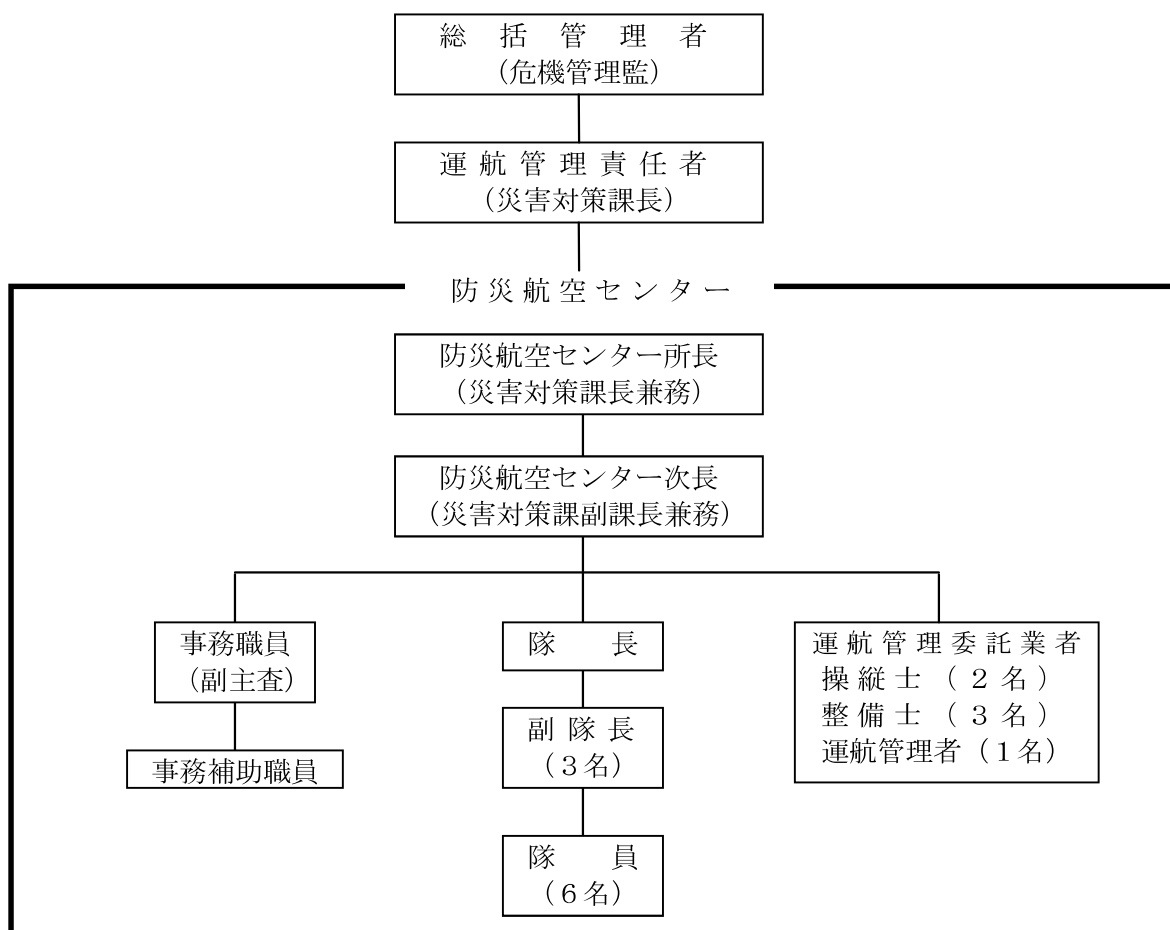 総括管理者
（危機管理監）
運航管理責任者
（災害対策課長）
防災航空センター
防災航空センター所長
（災害対策課長兼務）
防災航空センター次長
（災害対策課副課長兼務）
事務職員
（副主査）
事務補助職員
隊長
副隊長
（３名）
隊員
（６名）
運航管理委託業者
操縦士（２名）
整備士（３名）
運航管理者（１名）